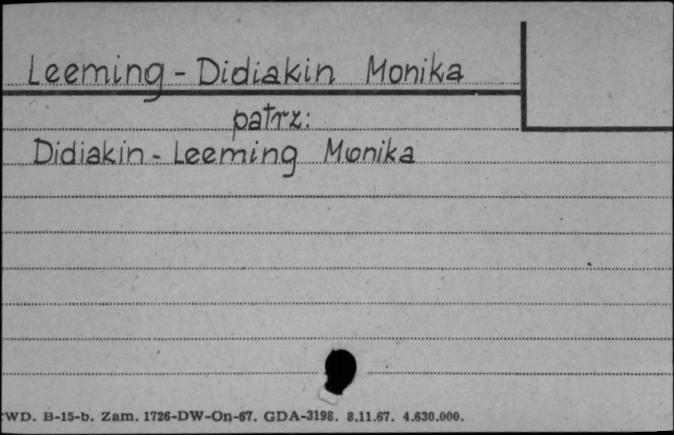 Leeming - Didiakin Monika
patrz:
Didiakin - Leeming Monika
WD. B-15-b. Zam. 1726-DW-On-67. GDA-3198. 8.11.67. 4.630.000.